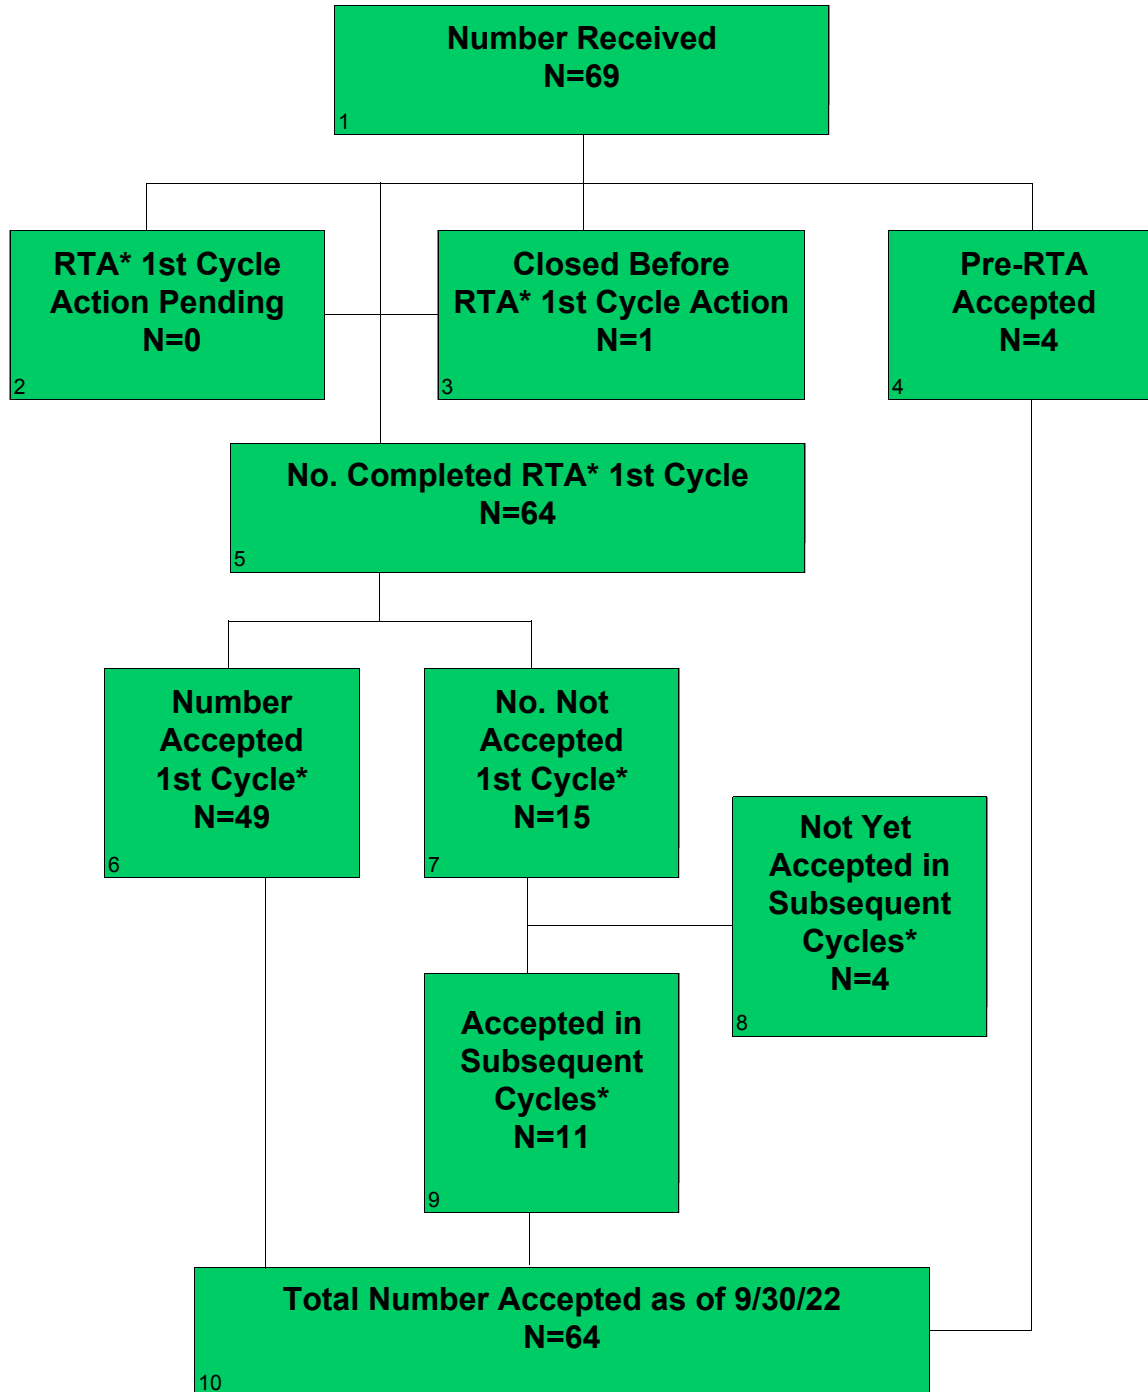 Number Received
N=69
1
RTA* 1st Cycle
Action Pending
N=0
2
Closed Before
RTA* 1st Cycle Action
N=1
3
Pre-RTA
Accepted
N=4
4
No. Completed RTA* 1st Cycle
N=64
5
Number
Accepted
1st Cycle*
N=49
6
No. Not
Accepted
1st Cycle*
N=15
7
Not Yet
Accepted in
Subsequent
Cycles*
N=4
8
Accepted in
Subsequent
Cycles*
N=11
9
Total Number Accepted as of 9/30/22
N=64
10